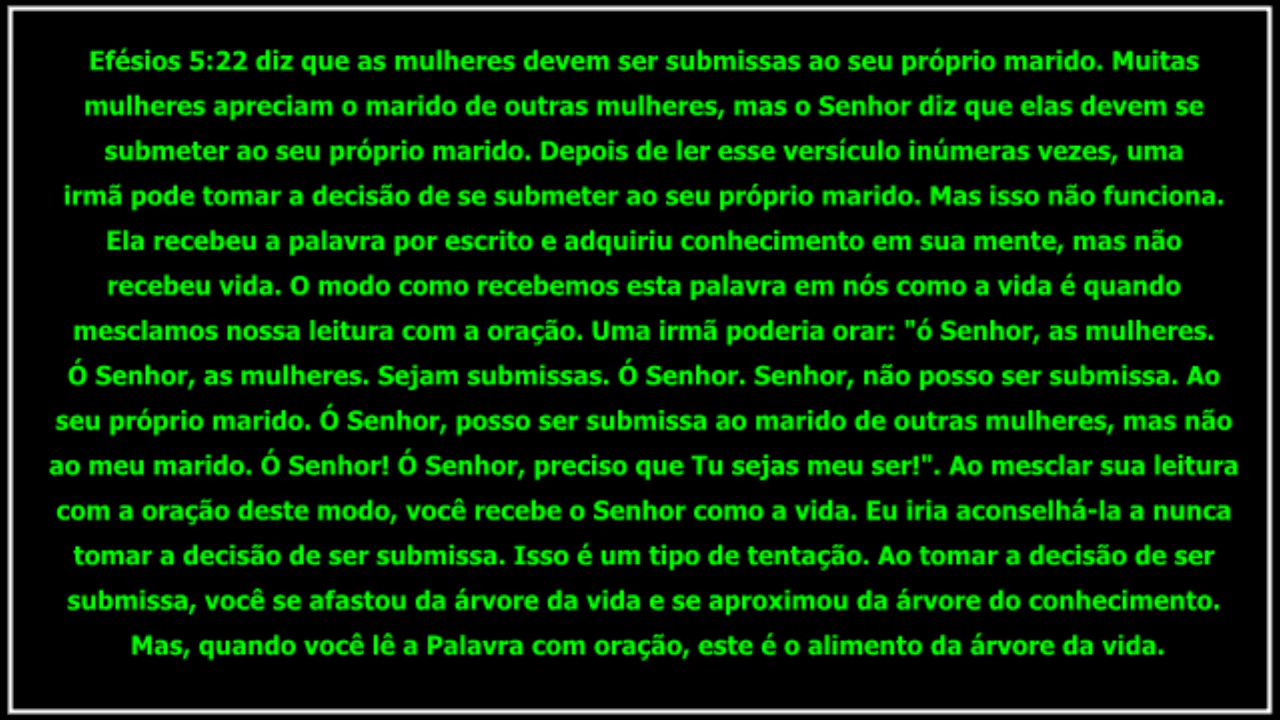 Efésios 5:22 diz que as mulheres devem ser submissas ao seu próprio marido. Muitas
mulheres apreciam o marido de outras mulheres, mas o Senhor diz que elas devem se
submeter ao seu próprio marido. Depois de ler esse versículo inúmeras vezes, uma
irmã pode tomar a decisão de se submeter ao seu próprio marido. Mas isso não funciona.
Ela recebeu a palavra por escrito e adquiriu conhecimento em sua mente, mas não
recebeu vida. O modo como recebemos esta palavra em nós como a vida é quando
mesclamos nossa leitura com a oração. Uma irmã poderia orar: "ó Senhor, as mulheres.
Ó Senhor, as mulheres. Sejam submissas. Ó Senhor. Senhor, não posso ser submissa. Ao
seu próprio marido. Ó Senhor, posso ser submissa ao marido de outras mulheres, mas não
ao meu marido. Ó Senhor! Ó Senhor, preciso que Tu sejas meu ser!". Ao mesclar sua leitura
com a oração deste modo, você recebe o Senhor como a vida. Eu iria aconselhá-la a nunca
tomar a decisão de ser submissa. Isso é um tipo de tentação. Ao tomar a decisão de ser
submissa, você se afastou da árvore da vida e se aproximou da árvore do conhecimento.
Mas, quando você lê a Palavra com oração, este é o alimento da árvore da vida.